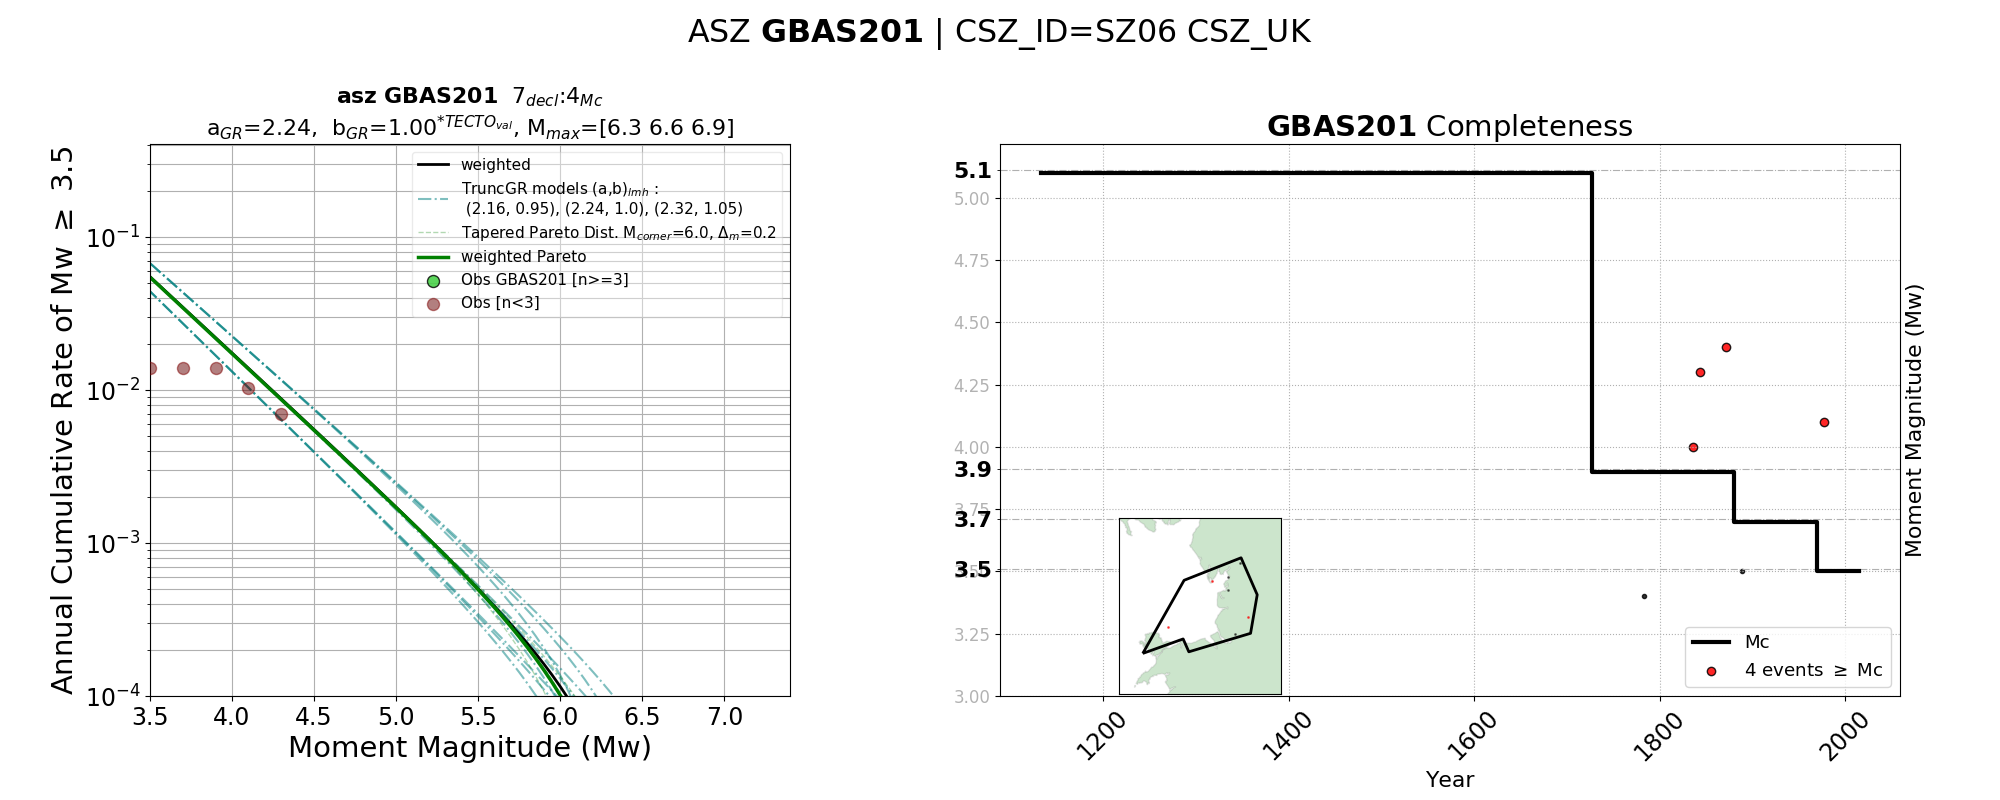 ASZ GBAS201 | CSZ_ID=SZ06 CSZ_UK
asz GBAS201 7decl:4Mc
aGR=2.24, bGR=1.00*TECTOval, Mmax=[6.3 6.6 6.9]
Annual Cumulative Rate of Mw ≥ 3.5
10−1
10−2
10−3
10−4
weighted
TruncGR models (a,b)lmh :
(2.16, 0.95), (2.24, 1.0), (2.32, 1.05)
Tapered Pareto Dist. Mcorner=6.0, Δm=0.2
weighted Pareto
Obs GBAS201 [n>=3]
Obs [n<3]
3.5 4.0 4.5 5.0 5.5 6.0 6.5 7.0
Moment Magnitude (Mw)
GBAS201 Completeness
5.1
5.00
4.75
4.50
4.25
4.00
3.9
3.75
3.7
3.5
3.25
3.00
Moment Magnitude (Mw)
Mc
4 events ≥ Mc
1200 1400 1600 1800 2000
Year